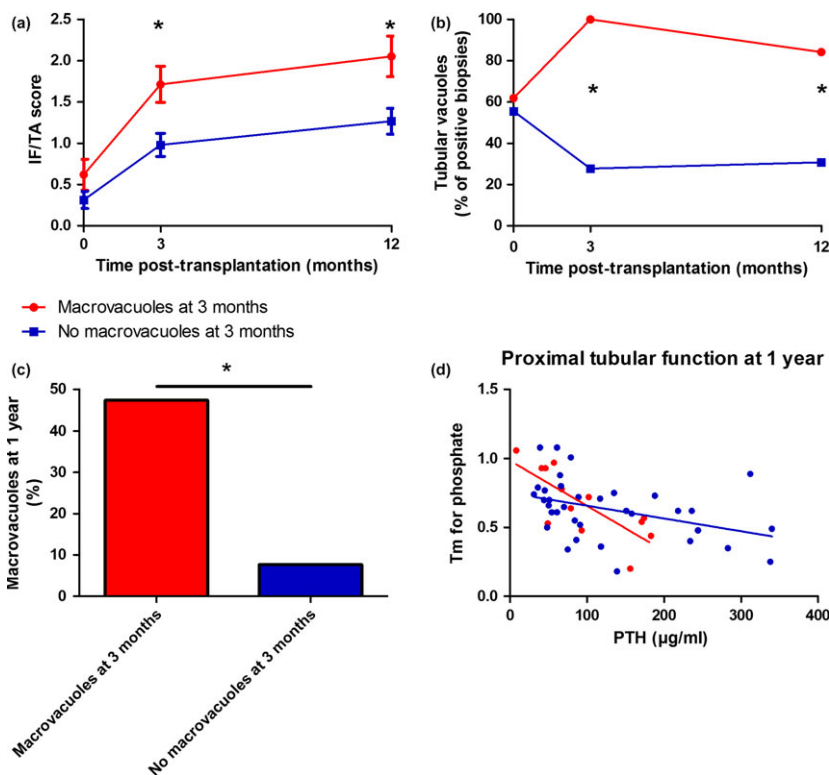 (a)
*
*
2.5
2.0
1.5
1.0
0.5
0.0
IF/TA score
0
3
12
Time post-transplantation (months)
(b)
100
80
60
40
20
0
Tubular vacuoles
(% of positive biopsies)
*
*
0
3
12
Time post-transplantation (months)
Macrovacuoles at 3 months
No macrovacuoles at 3 months
(c)
*
50
40
30
20
10
0
Macrovacuoles at 1 year
(%)
Macrovacuoles at 3 months
No macrovacuoles at 3 months
Proximal tubular function at 1 year
(d)
1.5
1.0
0.5
0.0
Tm for phosphate
0
100
200
300
400
PTH (µg/ml)